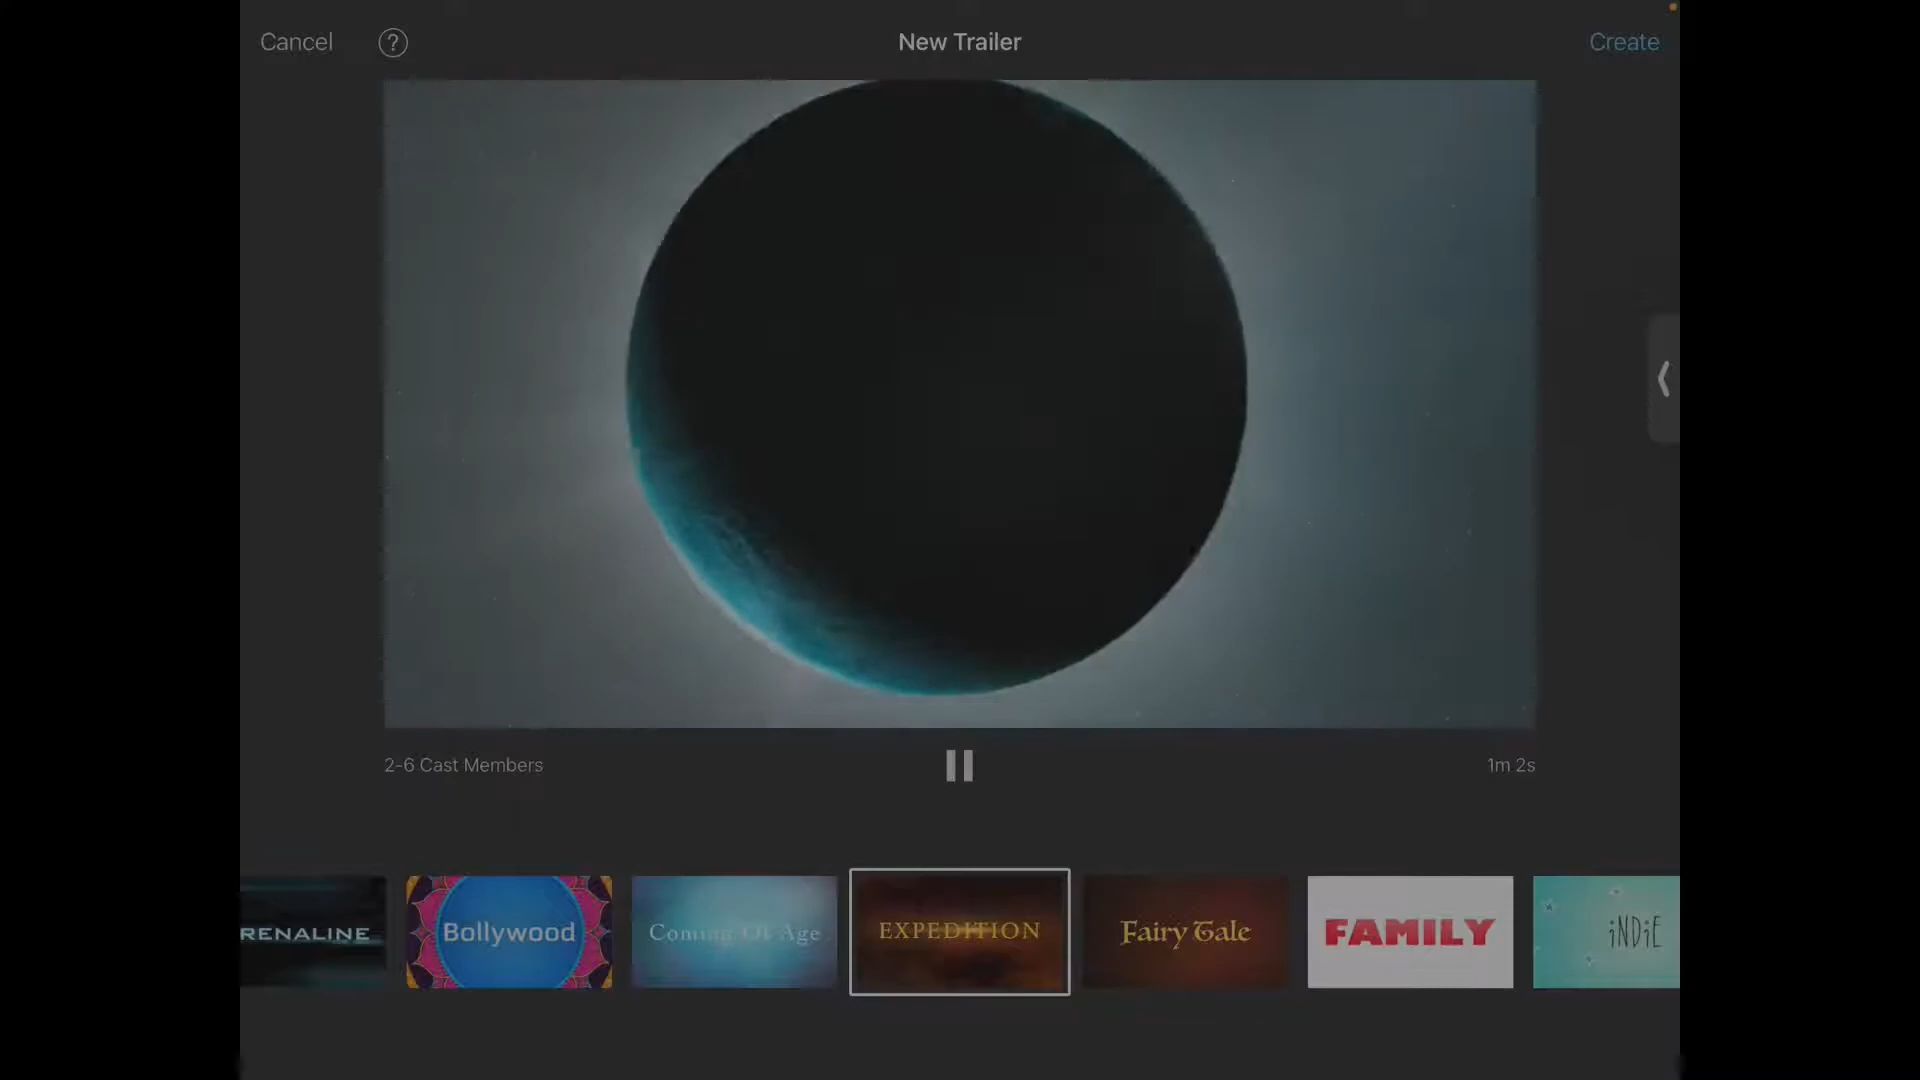 Cancel
?
New Trailer
Create
2-6 Cast Members
1m 2s
RENALINE
Bollywood
Coming Of Age
EXPEDITION
Fairy Tale
FAMILY
iNDiE